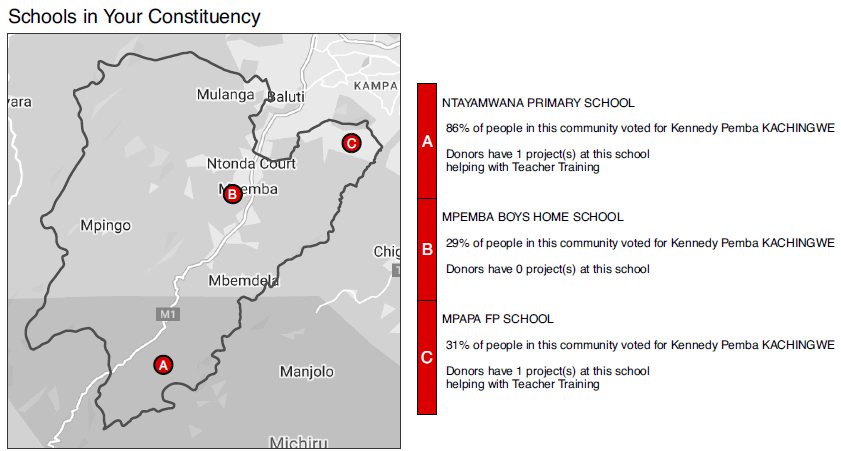 Schools in Your Constituency
vara
Mulanga
Baluti
KAMPA
C
Ntonda Court
B
Mpingo
Chig
Mbemdela
M1
A
Manjolo
Michiru
A
NTAYAMWANA PRIMARY SCHOOL
86% of people in this community voted for Kennedy Pemba KACHINGWE
Donors have 1 project(s) at this school
helping with Teacher Training
B
MPEMBA BOYS HOME SCHOOL
29% of people in this community voted for Kennedy Pemba KACHINGWE
Donors have 0 project(s) at this school
C
MPAPA FP SCHOOL
31% of people in this community voted for Kennedy Pemba KACHINGWE
Donors have 1 project(s) at this school
helping with Teacher Training